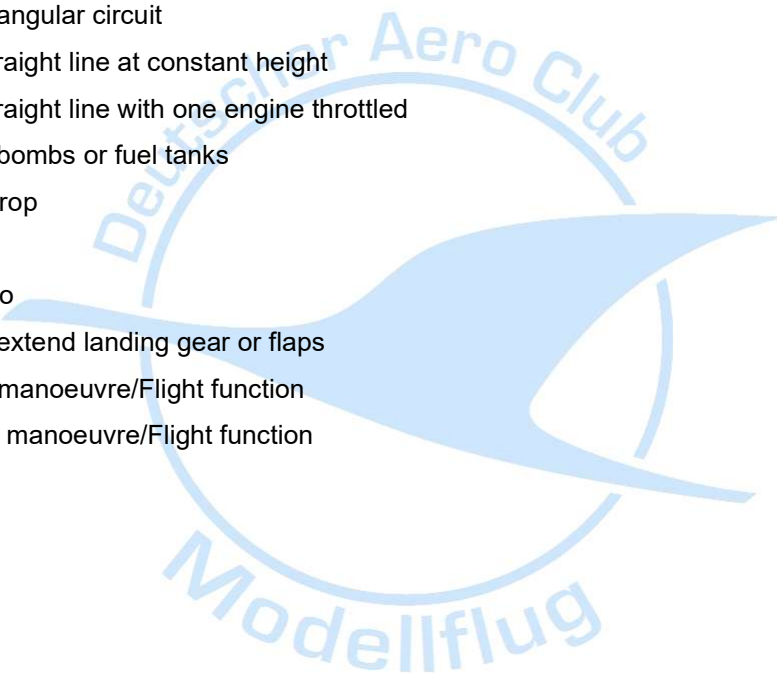 angular circuit
raight line at constant height
raight line with one engine throttled
bombs or fuel tanks
rop
o
extend landing gear or flaps
manoeuvre/Flight function
manoeuvre/Flight function
Deutscher Aero Club
Modellflug